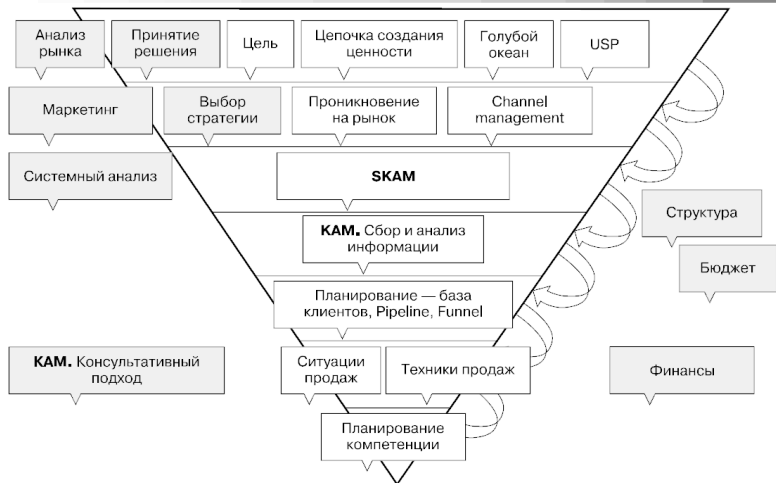 Анализ
рынка
Принятие
решения
Цель
Цепочка создания
ценности
Голубой
океан
USP
Маркетинг
Выбор
стратегии
Проникновение
на рынок
Channel
management
Системный анализ
SKAM
Структура
КАМ. Сбор и анализ
информации
Бюджет
Планирование — база
клиентов, Pipeline, Funnel
КАМ. Консультативный
подход
Ситуации
продаж
Техники продаж
Финансы
Планирование
компетенции